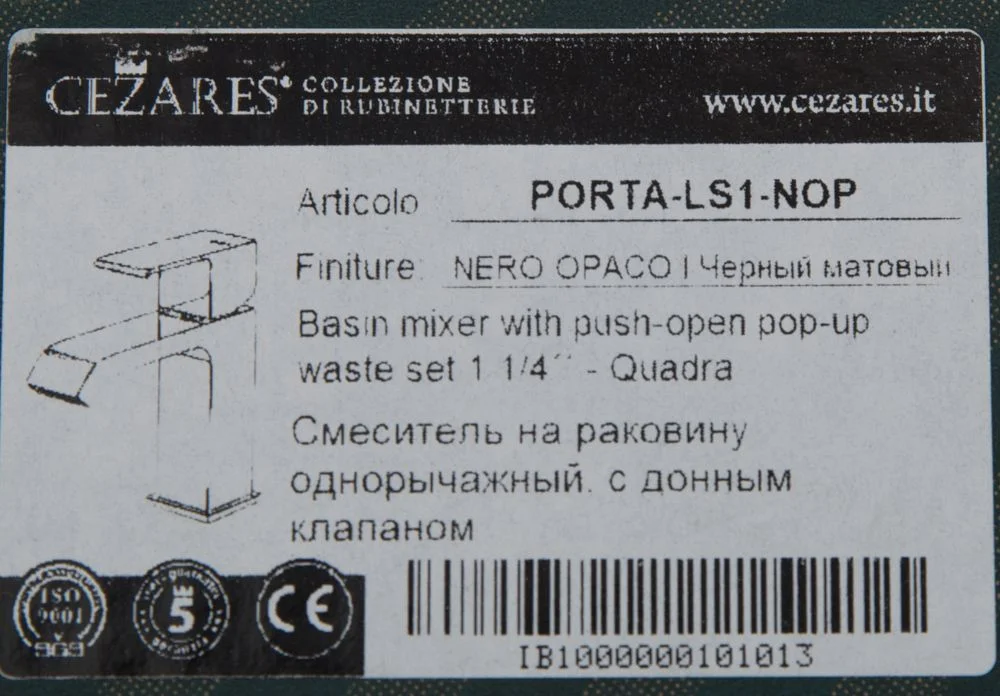 CEZARES® COLLEZIONE
DI RUBINETTERIE
www.cezares.it
Articolo PORTA-LS1-NOP
Finiture: NERO OPACO | Черный матовый
Basin mixer with push-open pop-up
waste set 1 1/4´´ - Quadra
Смеситель на раковину
однорычажный, с донным
клапаном
ISO
9001
969
5
CE
IB1000000101013